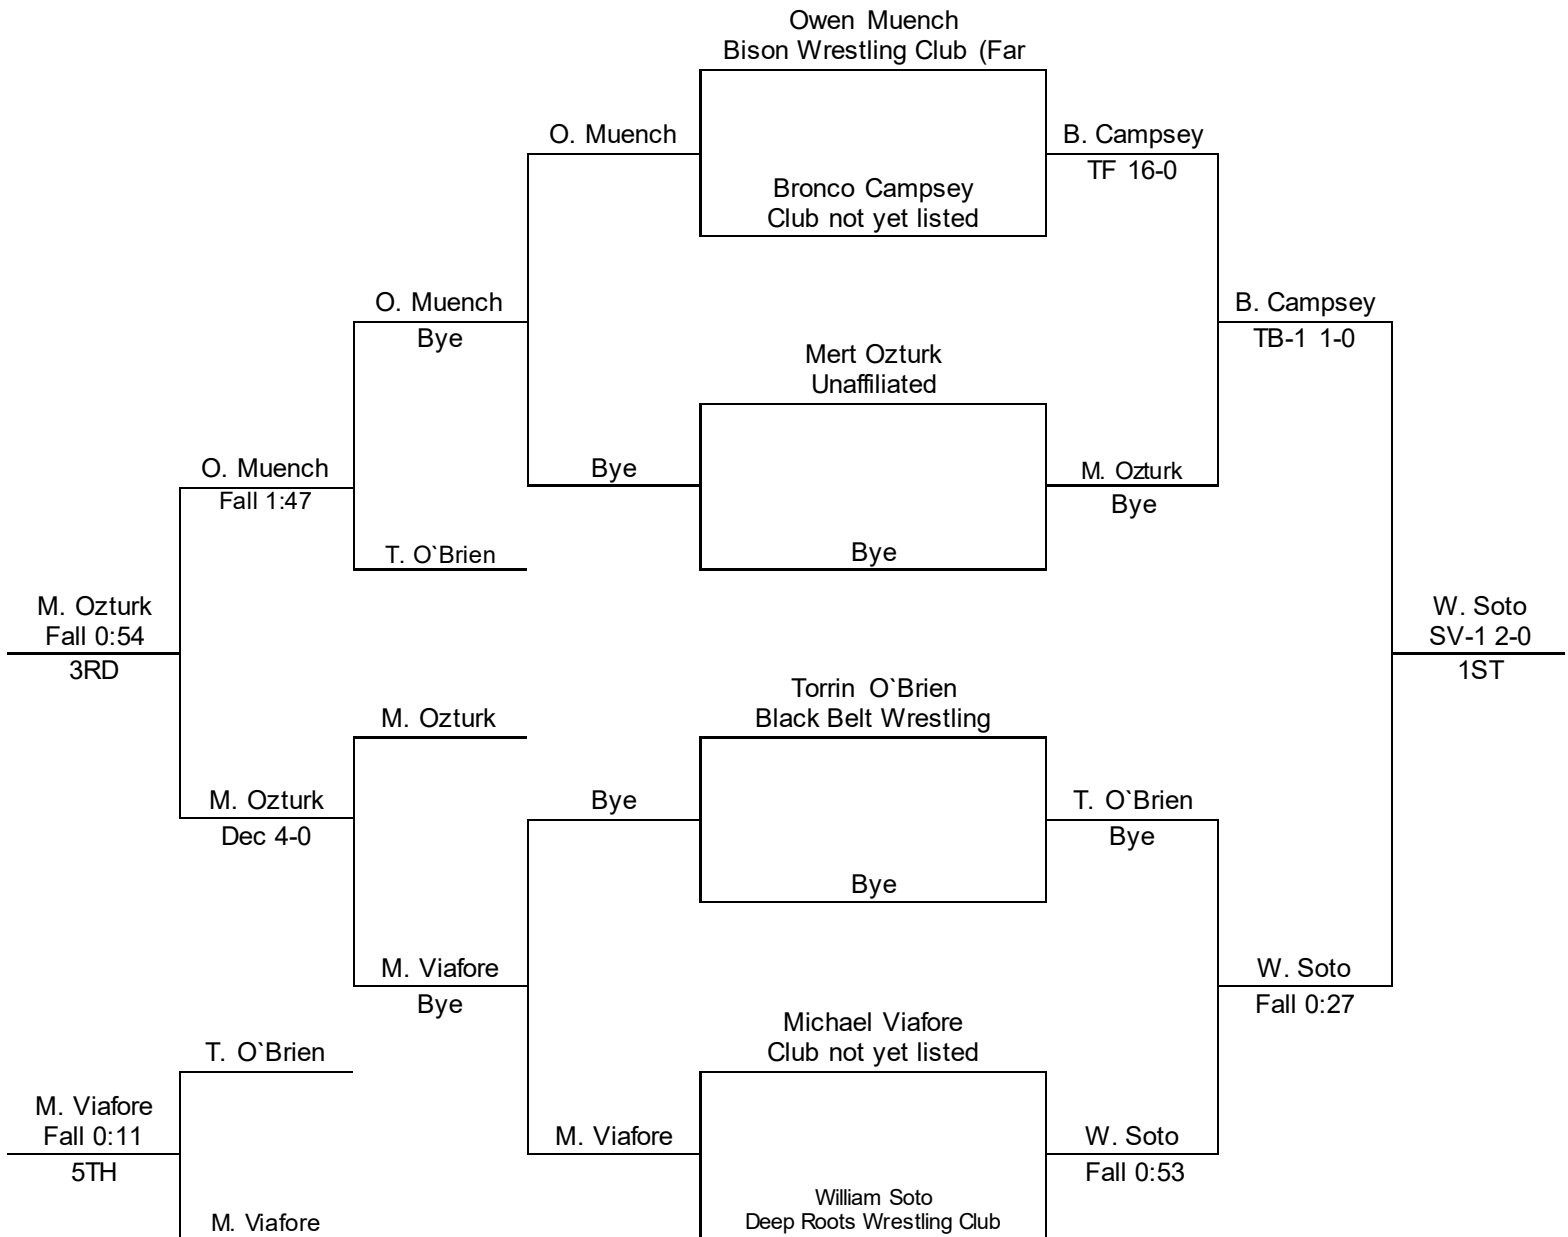 Owen Muench
Bison Wrestling Club (Far
O. Muench
B. Campsey
TF 16-0
Bronco Campsey
Club not yet listed
O. Muench
Bye
B. Campsey
TB-1 1-0
Mert Ozturk
Unaffiliated
O. Muench
Fall 1:47
Bye
M. Ozturk
Bye
T. O`Brien
Bye
M. Ozturk
Fall 0:54
3RD
W. Soto
SV-1 2-0
1ST
M. Ozturk
Torrin O`Brien
Black Belt Wrestling
M. Ozturk
Dec 4-0
Bye
T. O`Brien
Bye
Bye
M. Viafore
Bye
W. Soto
Fall 0:27
T. O`Brien
Michael Viafore
Club not yet listed
M. Viafore
Fall 0:11
5TH
M. Viafore
W. Soto
Fall 0:53
M. Viafore
William Soto
Deep Roots Wrestling Club